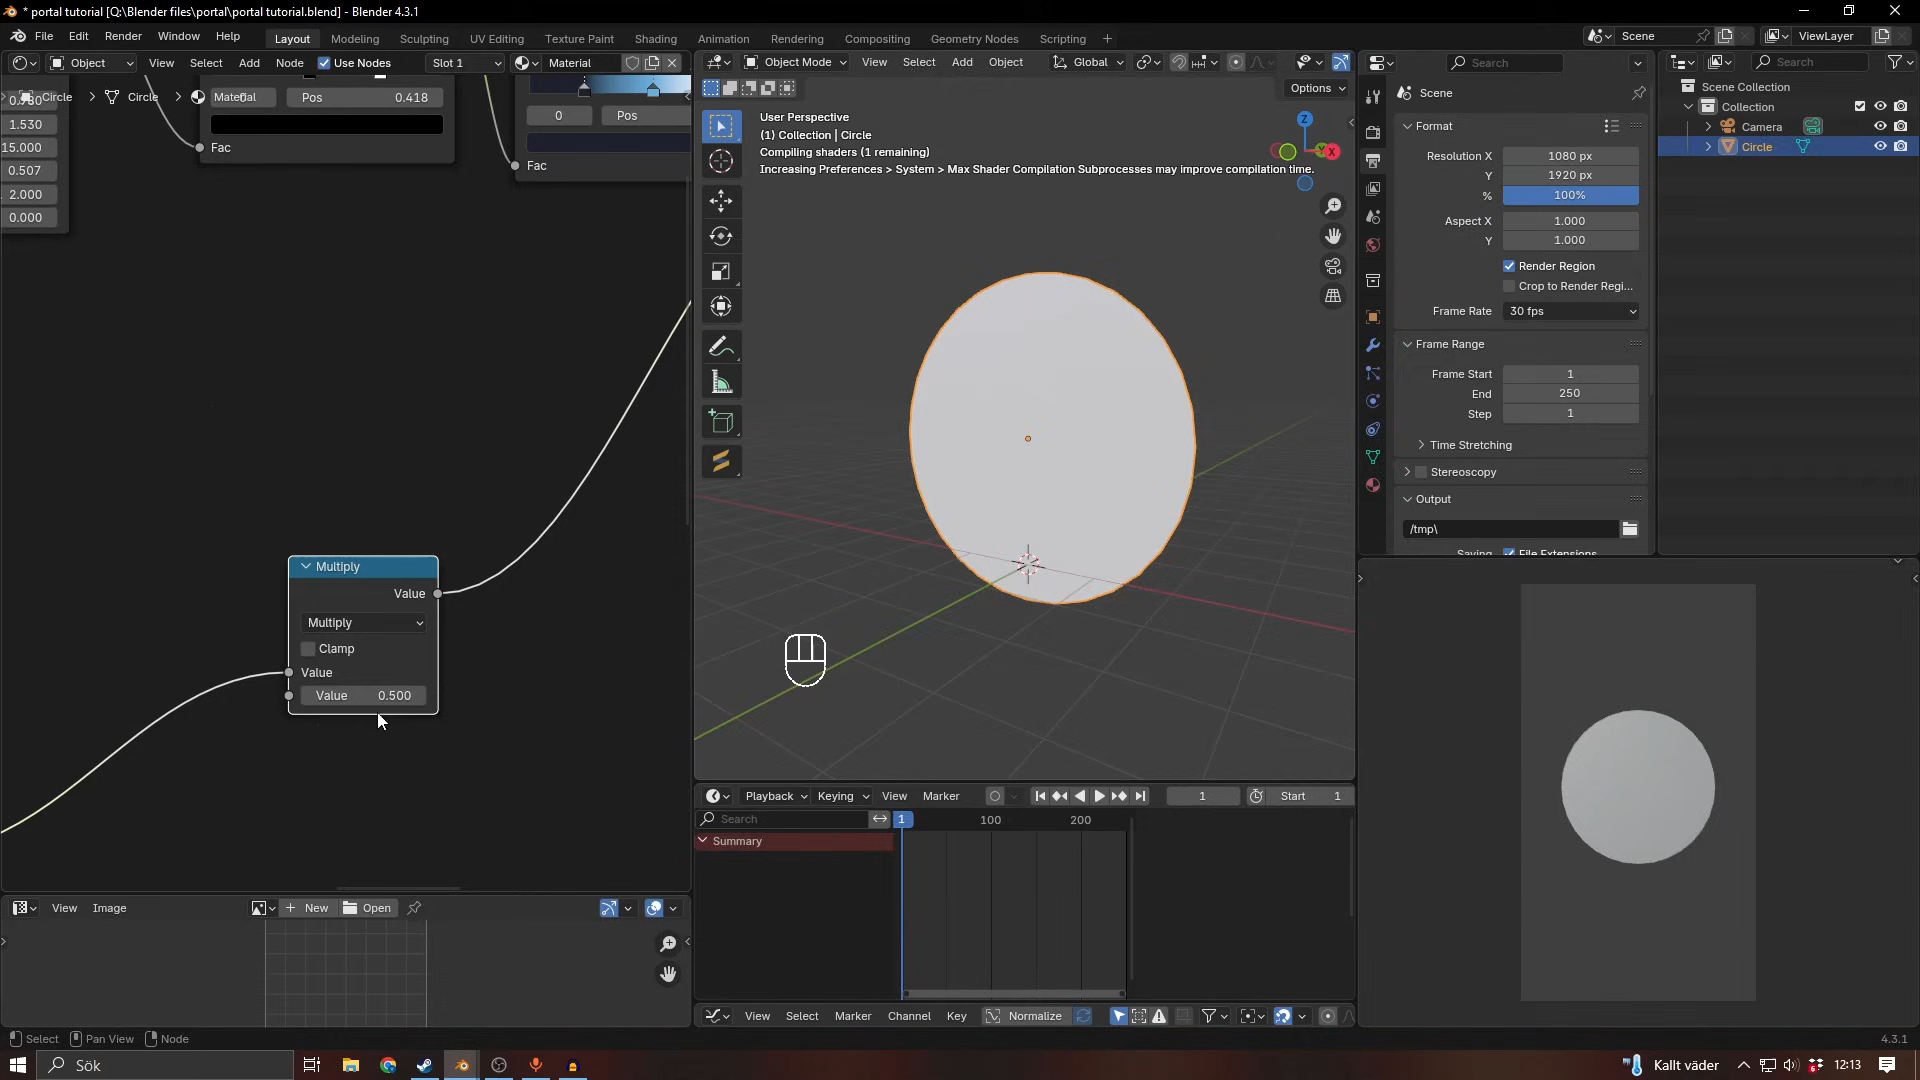 * portal tutorial [Q:\Blender files\portal\portal tutorial.blend] - Blender 4.3.1
File Edit Render Window Help Layout Modeling Sculpting UV Editing Texture Paint Shading Animation Rendering Compositing Geometry Nodes Scripting + Scene ViewLayer
Object View Select Add Node Use Nodes Slot 1 Material
Object Mode View Select Add Object Global
Search
Search
Options
Circle > Circle > Material
0 Pos 0.418
Fac
0 Pos
Fac
1.530
15.000
0.507
2.000
0.000
Multiply
Value
Multiply
Clamp
Value
Value 0.500
User Perspective
(1) Collection | Circle
Compiling shaders (1 remaining)
Increasing Preferences > System > Max Shader Compilation Subprocesses may improve compilation time.
Z
X
Scene
Format
Resolution X 1080 px
Y 1920 px
% 100%
Aspect X 1.000
Y 1.000
Render Region
Crop to Render Regi...
Frame Rate 30 fps
Frame Range
Frame Start 1
End 250
Step 1
Time Stretching
Stereoscopy
Output
/tmp\
Saving File Extensions
Scene Collection
Collection
Camera
Circle
Playback Keying View Marker 1 Start 1
Search 1 100 200
Summary
View Image New Open
View Select Marker Channel Key Normalize
Select Pan View Node 4.3.1
Sök Kallt väder 12:13